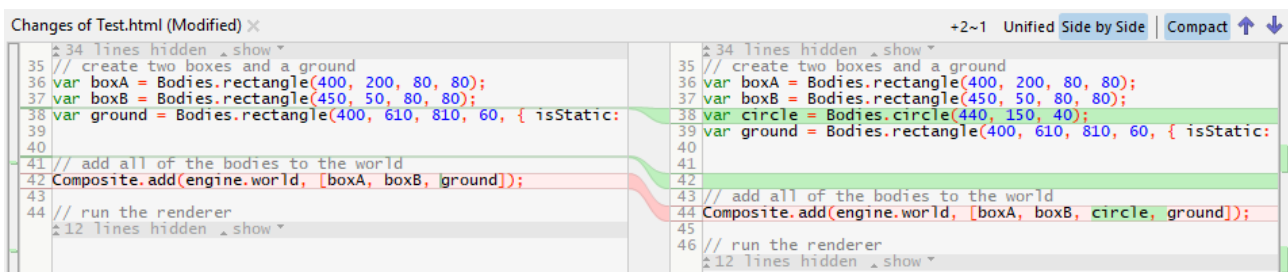 Changes of Test.html (Modified) ×
+2~1 Unified Side by Side Compact
34 lines hidden show
35 // create two boxes and a ground
36 var boxA = Bodies.rectangle(400, 200, 80, 80);
37 var boxB = Bodies.rectangle(450, 50, 80, 80);
38 var ground = Bodies.rectangle(400, 610, 810, 60, { isStatic:
39
40
41 // add all of the bodies to the world
42 Composite.add(engine.world, [boxA, boxB, ground]);
43
44 // run the renderer
12 lines hidden show
34 lines hidden show
35 // create two boxes and a ground
36 var boxA = Bodies.rectangle(400, 200, 80, 80);
37 var boxB = Bodies.rectangle(450, 50, 80, 80);
38 var circle = Bodies.circle(440, 150, 40);
39 var ground = Bodies.rectangle(400, 610, 810, 60, { isStatic:
40
41
42
43 // add all of the bodies to the world
44 Composite.add(engine.world, [boxA, boxB, circle, ground]);
45
46 // run the renderer
12 lines hidden show